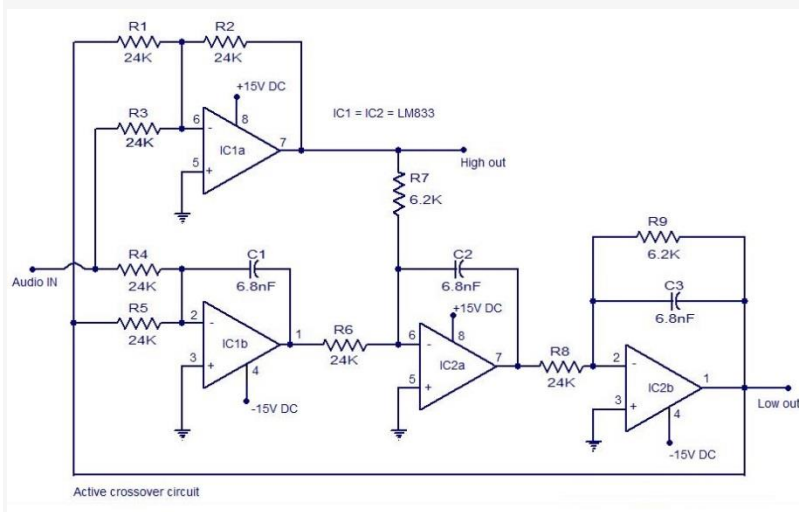 R1
24K
R2
24K
+15V DC
IC1 = IC2 = LM833
R3
24K
6
-
8
IC1a
7
5
+
High out
R7
6.2K
R9
6.2K
Audio IN
R4
24K
C1
6.8nF
C2
6.8nF
C3
6.8nF
R5
24K
2
-
IC1b
1
3
+
4
-15V DC
R6
24K
+15V DC
6
-
8
IC2a
7
5
+
R8
24K
2
-
IC2b
1
3
+
4
-15V DC
Low out
Active crossover circuit